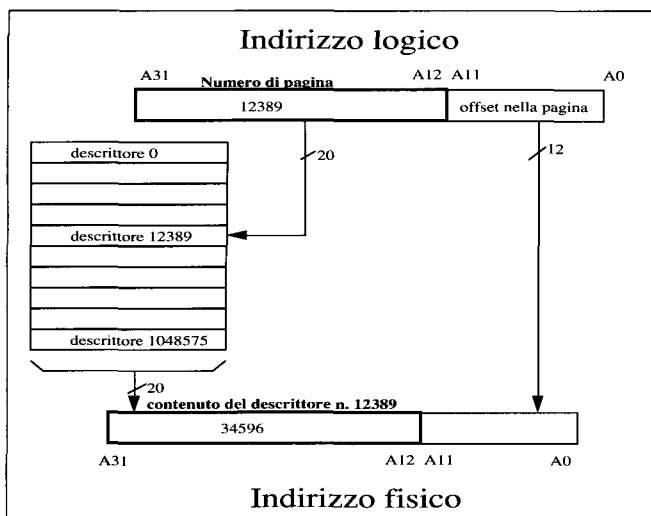 Indirizzo logico
A31 Numero di pagina A12 A11 A0
12389 offset nella pagina
descrittore 0
20 12
descrittore 12389
descrittore 1048575
20
contenuto del descrittore n. 12389
34596
A31 A12 A11 A0
Indirizzo fisico